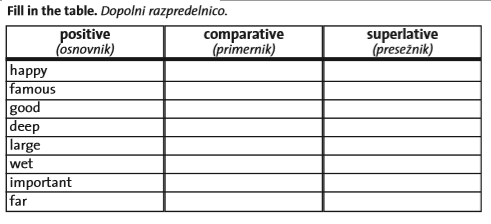 Fill in the table. Dopolni razpredelnico.
positive comparative superlative
(osnovnik) (primernik) (presežnik)
happy
famous
good
deep
large
wet
important
far